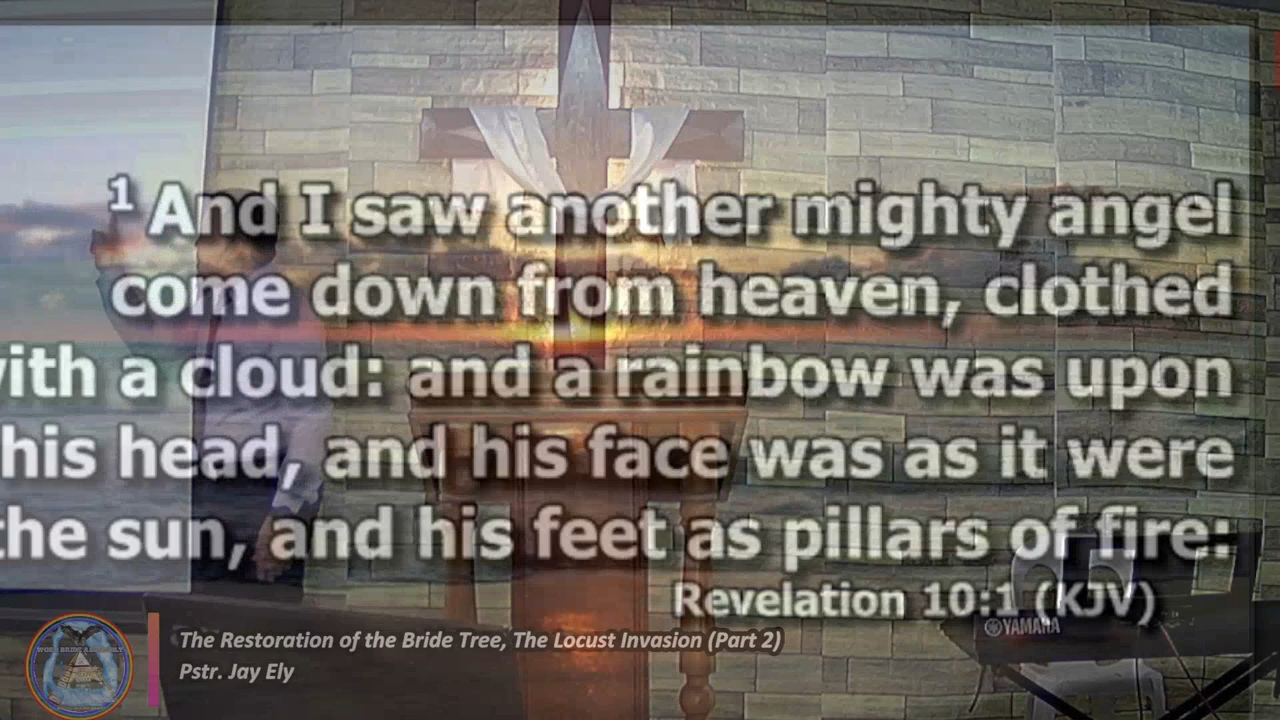 1 And I saw another mighty angel
come down from heaven, clothed
ith a cloud: and a rainbow was upon
his head, and his face was as it were
the sun, and his feet as pillars of fire:
Revelation 10:1 (KJV)
YAMAHA
The Restoration of the Bride Tree, The Locust Invasion (Part 2)
Pstr. Jay Ely